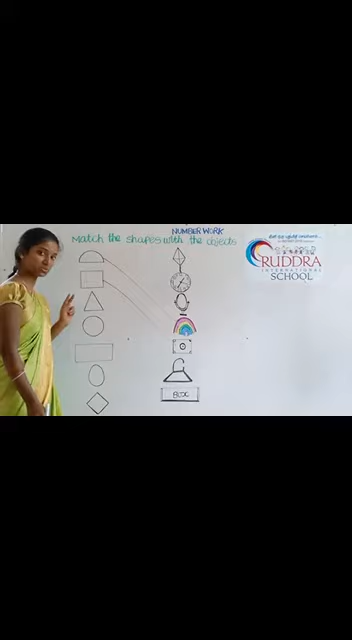 NUMBER WORK
Match the shapes with the objects
RUDDRA
INTERNATIONAL
SCHOOL
BOX